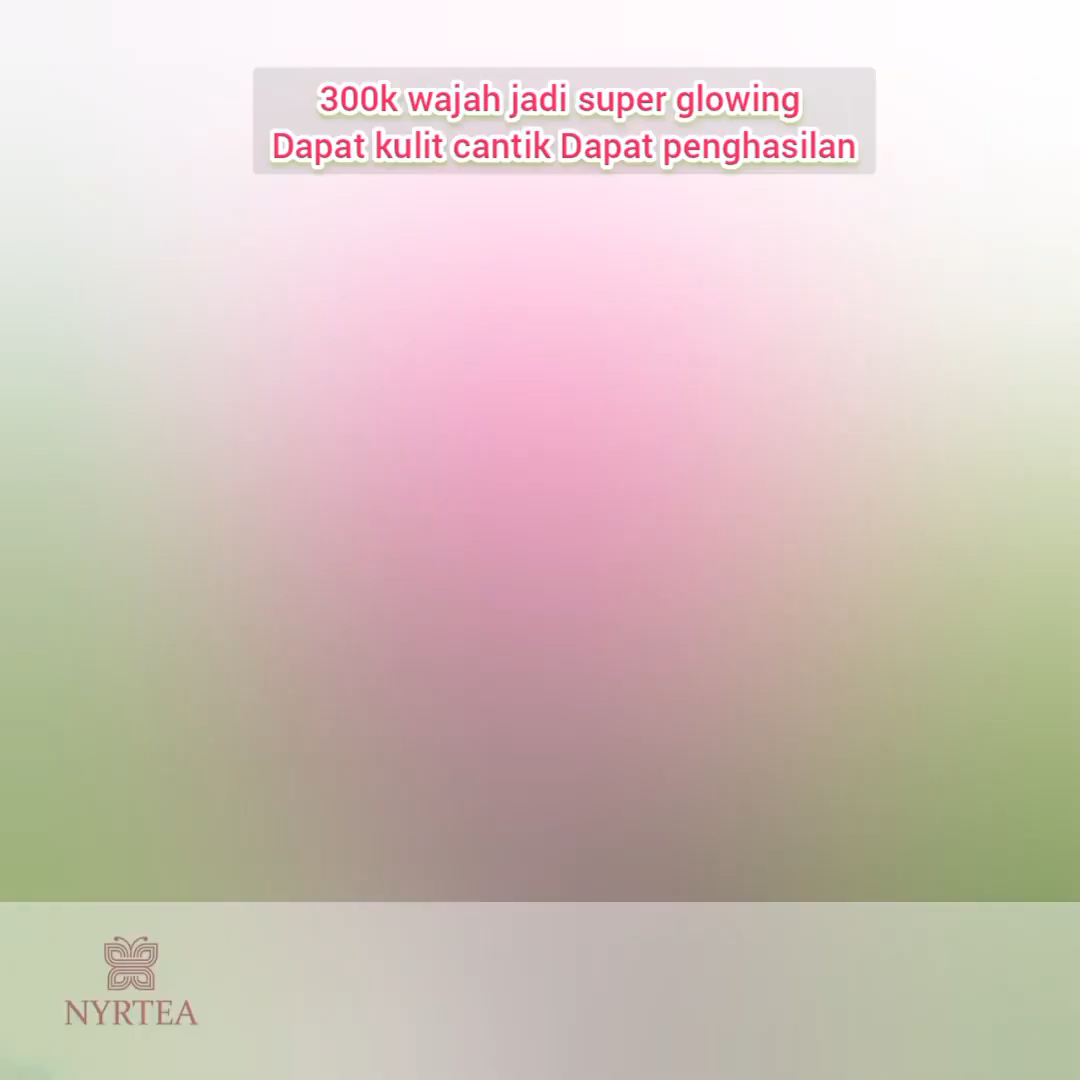 300k wajah jadi super glowing
Dapat kulit cantik Dapat penghasilan
NYRTEA